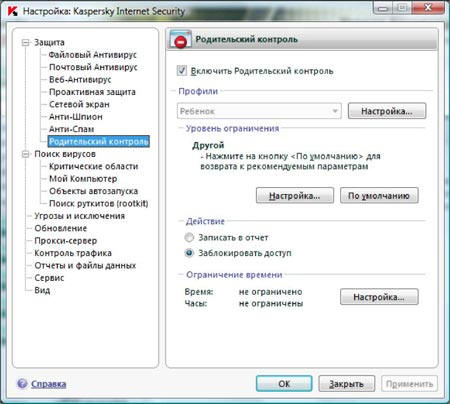 Настройка: Kaspersky Internet Security
Защита
Файловый Антивирус
Почтовый Антивирус
Веб-Антивирус
Проактивная защита
Сетевой экран
Анти-Шпион
Анти-Спам
Родительский контроль
Поиск вирусов
Критические области
Мой Компьютер
Объекты автозапуска
Поиск руткитов (rootkit)
Угрозы и исключения
Обновление
Прокси-сервер
Контроль трафика
Отчеты и файлы данных
Сервис
Вид
Родительский контроль
Включить Родительский контроль
Профили
Ребенок
Настройка...
Уровень ограничения
Другой
- Нажмите на кнопку <По умолчанию> для
возврата к рекомендуемым параметрам
Настройка...
По умолчанию
Действие
Записать в отчет
Заблокировать доступ
Ограничение времени
Время: не ограничено
Часы: не ограничены
Настройка...
Справка
ОК
Закрыть
Применить